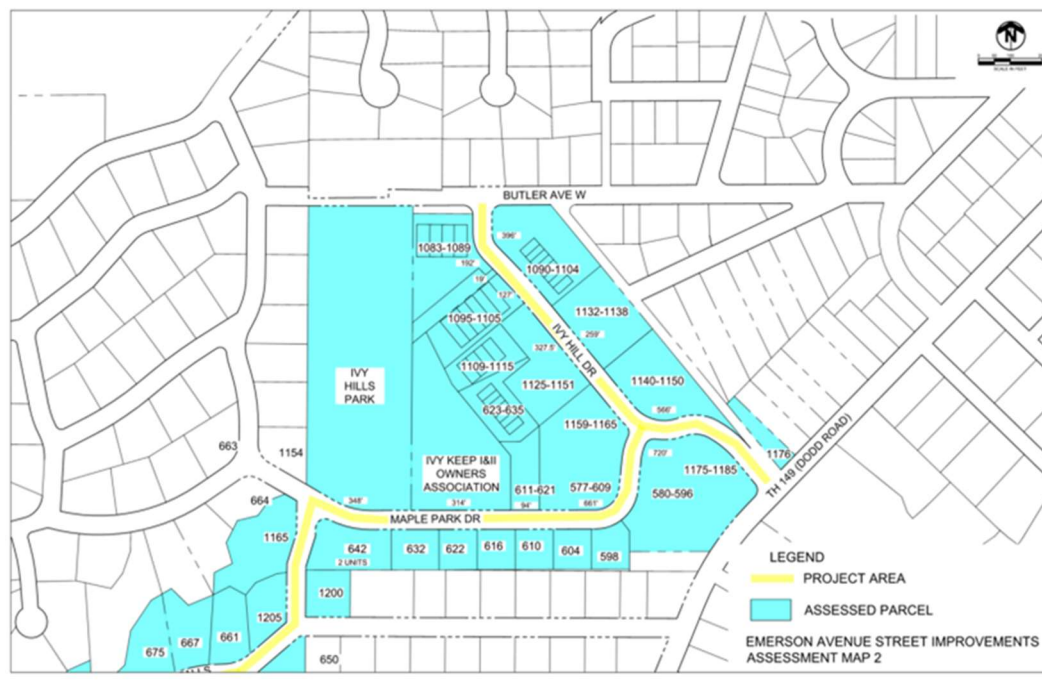 N
SCALE IN FEET
BUTLER AVE W
396'
1083-1089
192'
1090-1104
19'
127'
1095-1105
1132-1138
259'
IVY HILL DR
327.5'
1109-1115
IVY
HILLS
PARK
1125-1151
1140-1150
623-635
566'
1159-1165
663
1154
720'
1176
IVY KEEP I&II
OWNERS
ASSOCIATION
1175-1185
TH 149 (DODD ROAD)
611-621
577-609
580-596
664
348'
314'
94'
661'
MAPLE PARK DR
1165
642
2 UNITS
632
622
616
610
604
598
1200
1205
661
667
675
650
LEGEND
PROJECT AREA
ASSESSED PARCEL
EMERSON AVENUE STREET IMPROVEMENTS
ASSESSMENT MAP 2